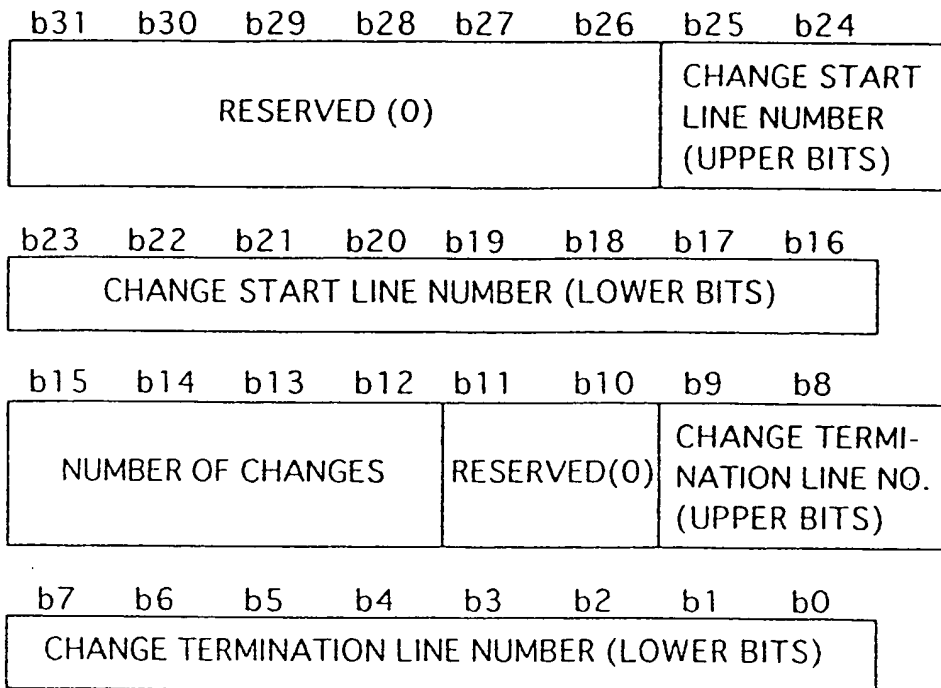 b31 b30 b29 b28 b27 b26 b25 b24
RESERVED (0)
CHANGE START
LINE NUMBER
(UPPER BITS)
b23 b22 b21 b20 b19 b18 b17 b16
CHANGE START LINE NUMBER (LOWER BITS)
b15 b14 b13 b12 b11 b10 b9 b8
NUMBER OF CHANGES
RESERVED(0)
CHANGE TERMI-
NATION LINE NO.
(UPPER BITS)
b7 b6 b5 b4 b3 b2 b1 b0
CHANGE TERMINATION LINE NUMBER (LOWER BITS)